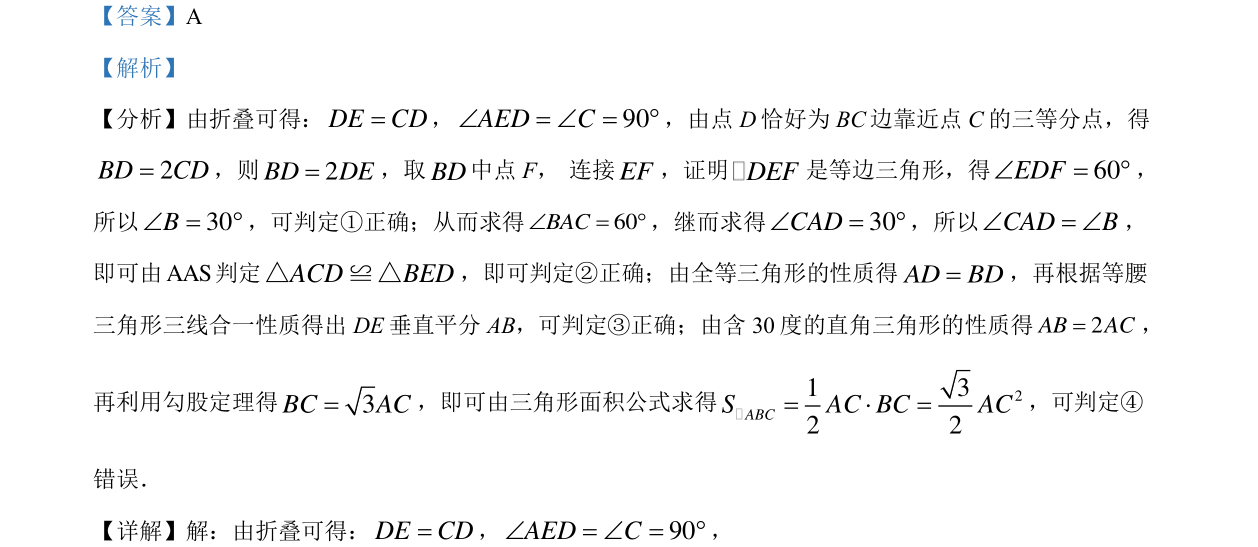 【答案】A
【解析】
【分析】由折叠可得：DE = CD，∠AED = ∠C = 90°，由点 D 恰好为 BC 边靠近点 C 的三等分点，得
BD = 2CD，则 BD = 2DE，取 BD 中点 F， 连接 EF，证明□DEF 是等边三角形，得∠EDF = 60°，
所以∠B = 30°，可判定①正确；从而求得∠BAC = 60°，继而求得∠CAD = 30°，所以∠CAD = ∠B，
即可由 AAS 判定△ACD ≌ △BED，即可判定②正确；由全等三角形的性质得 AD = BD，再根据等腰
三角形三线合一性质得出 DE 垂直平分 AB，可判定③正确；由含 30 度的直角三角形的性质得 AB = 2AC，
再利用勾股定理得 BC = √3AC，即可由三角形面积公式求得 S□ABC = 1/2 AC·BC = √3/2 AC²，可判定④
错误．
【详解】解：由折叠可得：DE = CD，∠AED = ∠C = 90°，